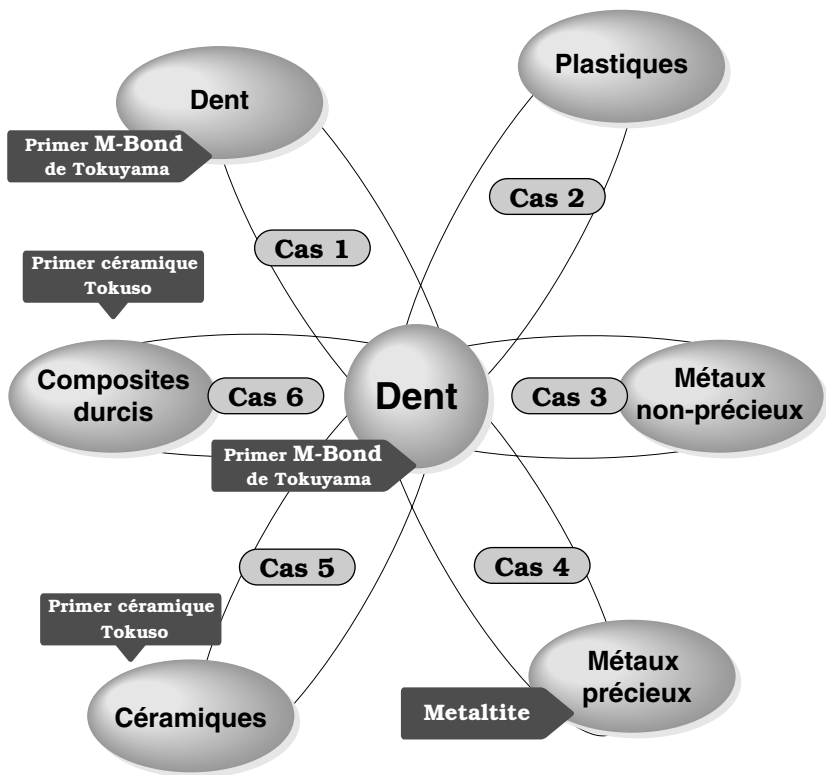 Plastiques
Dent
Primer M-Bond
de Tokuyama
Cas 2
Cas 1
Primer céramique
Tokuso
Composites
durcis
Cas 6
Dent
Cas 3
Métaux
non-précieux
Primer M-Bond
de Tokuyama
Cas 5
Cas 4
Primer céramique
Tokuso
Métaux
précieux
Céramiques
Metaltite